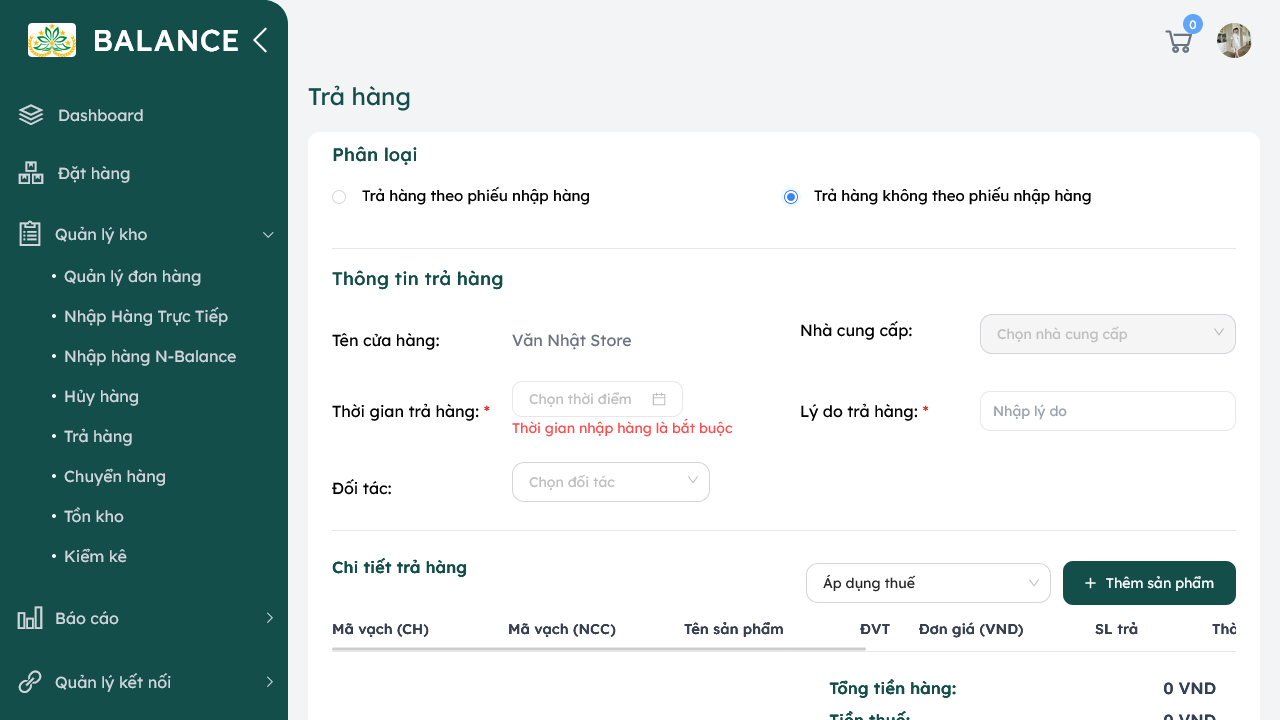 BALANCE
0
Dashboard
Đặt hàng
Quản lý kho
• Quản lý đơn hàng
• Nhập Hàng Trực Tiếp
• Nhập hàng N-Balance
• Hủy hàng
• Trả hàng
• Chuyển hàng
• Tồn kho
• Kiểm kê
Báo cáo
Quản lý kết nối
Trả hàng
Phân loại
Trả hàng theo phiếu nhập hàng
Trả hàng không theo phiếu nhập hàng
Thông tin trả hàng
Tên cửa hàng:
Văn Nhật Store
Nhà cung cấp:
Chọn nhà cung cấp
Thời gian trả hàng: *
Chọn thời điểm
Thời gian nhập hàng là bắt buộc
Lý do trả hàng: *
Nhập lý do
Đối tác:
Chọn đối tác
Chi tiết trả hàng
Áp dụng thuế
+ Thêm sản phẩm
Mã vạch (CH) Mã vạch (NCC) Tên sản phẩm ĐVT Đơn giá (VND) SL trả
Tổng tiền hàng: 0 VND
Tiền thuế: 0 VND